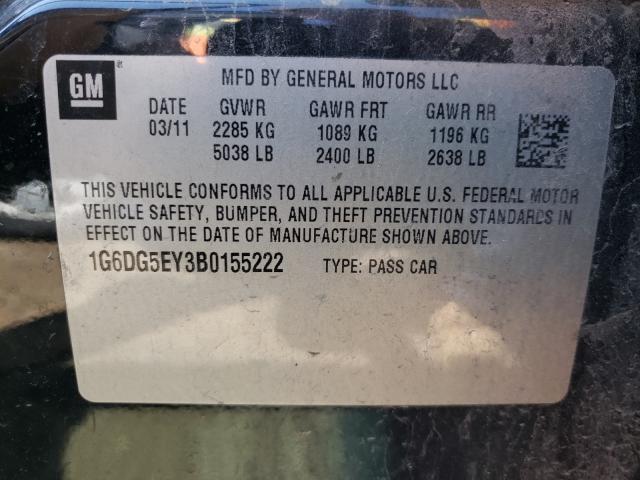 GM
MFD BY GENERAL MOTORS LLC
DATE GVWR GAWR FRT GAWR RR
03/11 2285 KG 1089 KG 1196 KG
5038 LB 2400 LB 2638 LB
THIS VEHICLE CONFORMS TO ALL APPLICABLE U.S. FEDERAL MOTOR
VEHICLE SAFETY, BUMPER, AND THEFT PREVENTION STANDARDS IN
EFFECT ON THE DATE OF MANUFACTURE SHOWN ABOVE.
1G6DG5EY3B0155222 TYPE: PASS CAR